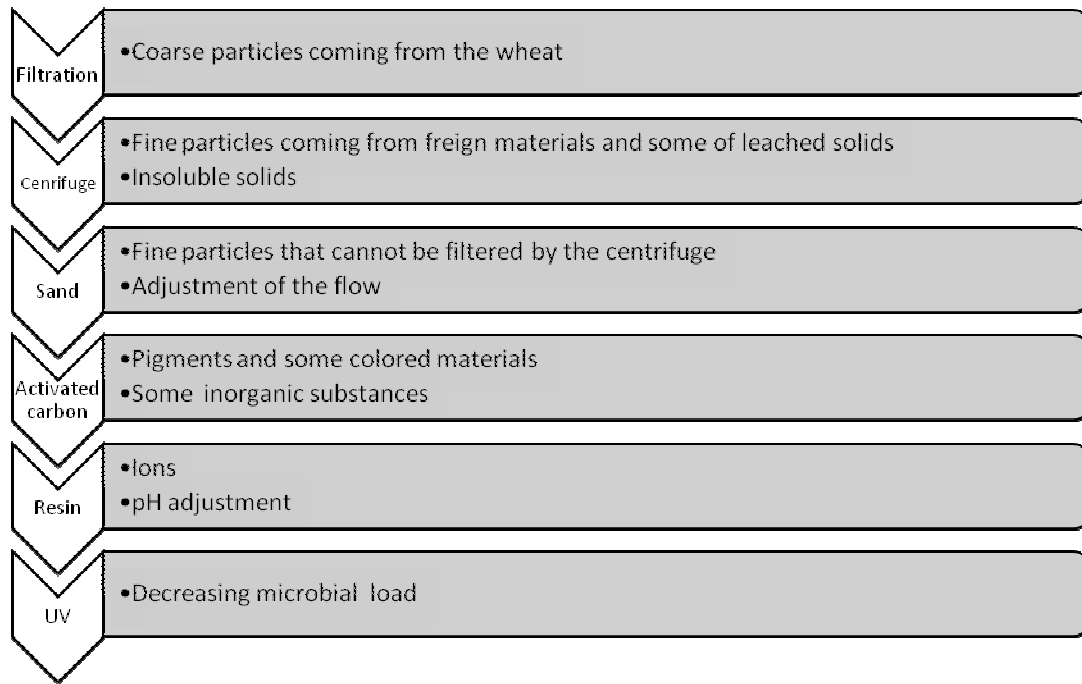 Filtration
•Coarse particles coming from the wheat
Cenrifuge
•Fine particles coming from freign materials and some of leached solids
•Insoluble solids
Sand
•Fine particles that cannot be filtered by the centrifuge
•Adjustment of the flow
Activated
carbon
•Pigments and some colored materials
•Some inorganic substances
Resin
•Ions
•pH adjustment
UV
•Decreasing microbial load